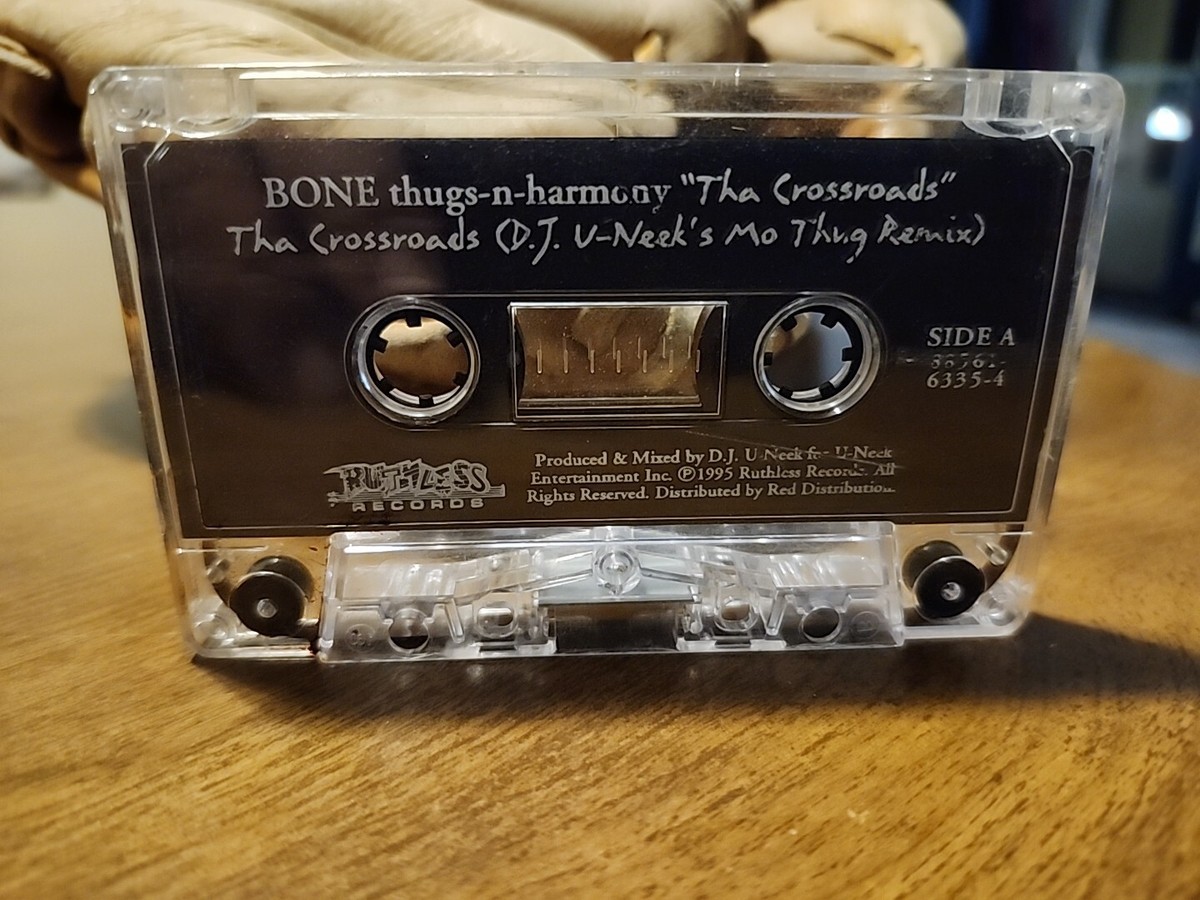 BONE thugs-n-harmony "Tha Crossroads"
Tha Crossroads (D.J. U-Neek's Mo Thug Remix)
SIDE A
88561-
6335-4
RUTHLESS
RECORDS
Produced & Mixed by D.J. U-Neek for U-Neek
Entertainment Inc. ℗1995 Ruthless Records. All
Rights Reserved. Distributed by Red Distribution.